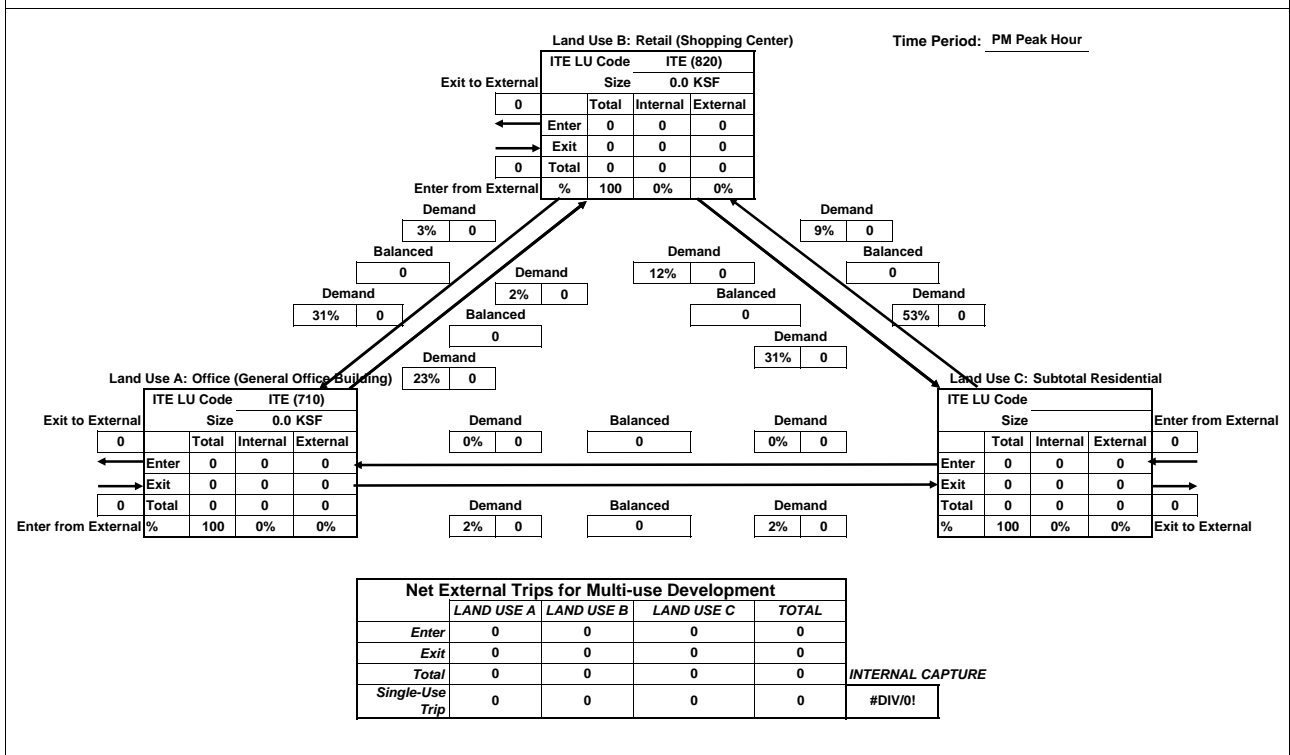 Land Use B: Retail (Shopping Center)
Time Period: PM Peak Hour
ITE LU Code ITE (820)
Exit to External Size 0.0 KSF
0 Total Internal External
Enter 0 0 0
Exit 0 0 0
0 Total 0 0 0
Enter from External % 100 0% 0%
Demand
3% 0
Balanced
0
Demand
31% 0
Demand
2% 0
Balanced
0
Demand
23% 0
Demand
12% 0
Balanced
0
Demand
31% 0
Demand
9% 0
Balanced
0
Demand
53% 0
Land Use A: Office (General Office Building)
ITE LU Code ITE (710)
Exit to External Size 0.0 KSF
0 Total Internal External
Enter 0 0 0
Exit 0 0 0
0 Total 0 0 0
Enter from External % 100 0% 0%
Demand Balanced Demand
0% 0 0 0% 0
Demand Balanced Demand
2% 0 0 2% 0
Land Use C: Subtotal Residential
ITE LU Code
Size Enter from External
Total Internal External 0
Enter 0 0 0
Exit 0 0 0
Total 0 0 0 0
% 100 0% 0% Exit to External
Net External Trips for Multi-use Development
LAND USE A LAND USE B LAND USE C TOTAL
Enter 0 0 0 0
Exit 0 0 0 0
Total 0 0 0 0 INTERNAL CAPTURE
Single-Use
Trip 0 0 0 0 #DIV/0!